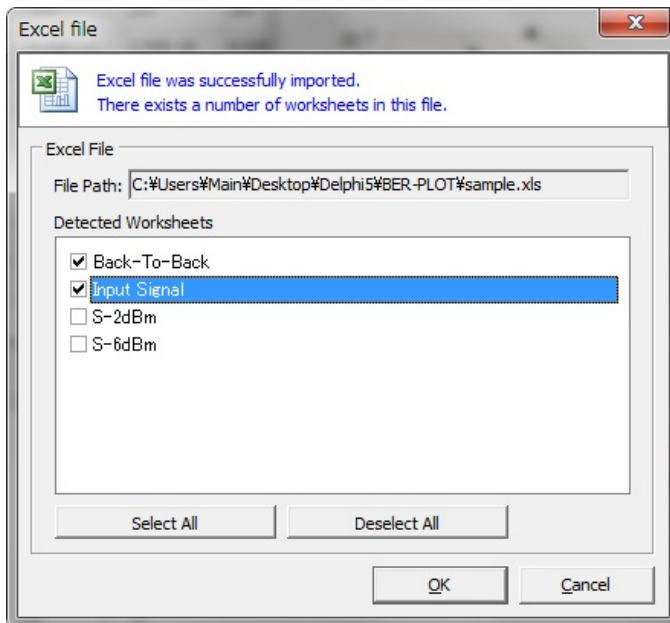 Excel file
Excel file was successfully imported.
There exists a number of worksheets in this file.
Excel File
File Path: C:¥Users¥Main¥Desktop¥Delphi5¥BER-PLOT¥sample.xls
Detected Worksheets
Back-To-Back
Input Signal
S-2dBm
S-6dBm
Select All Deselect All
OK Cancel